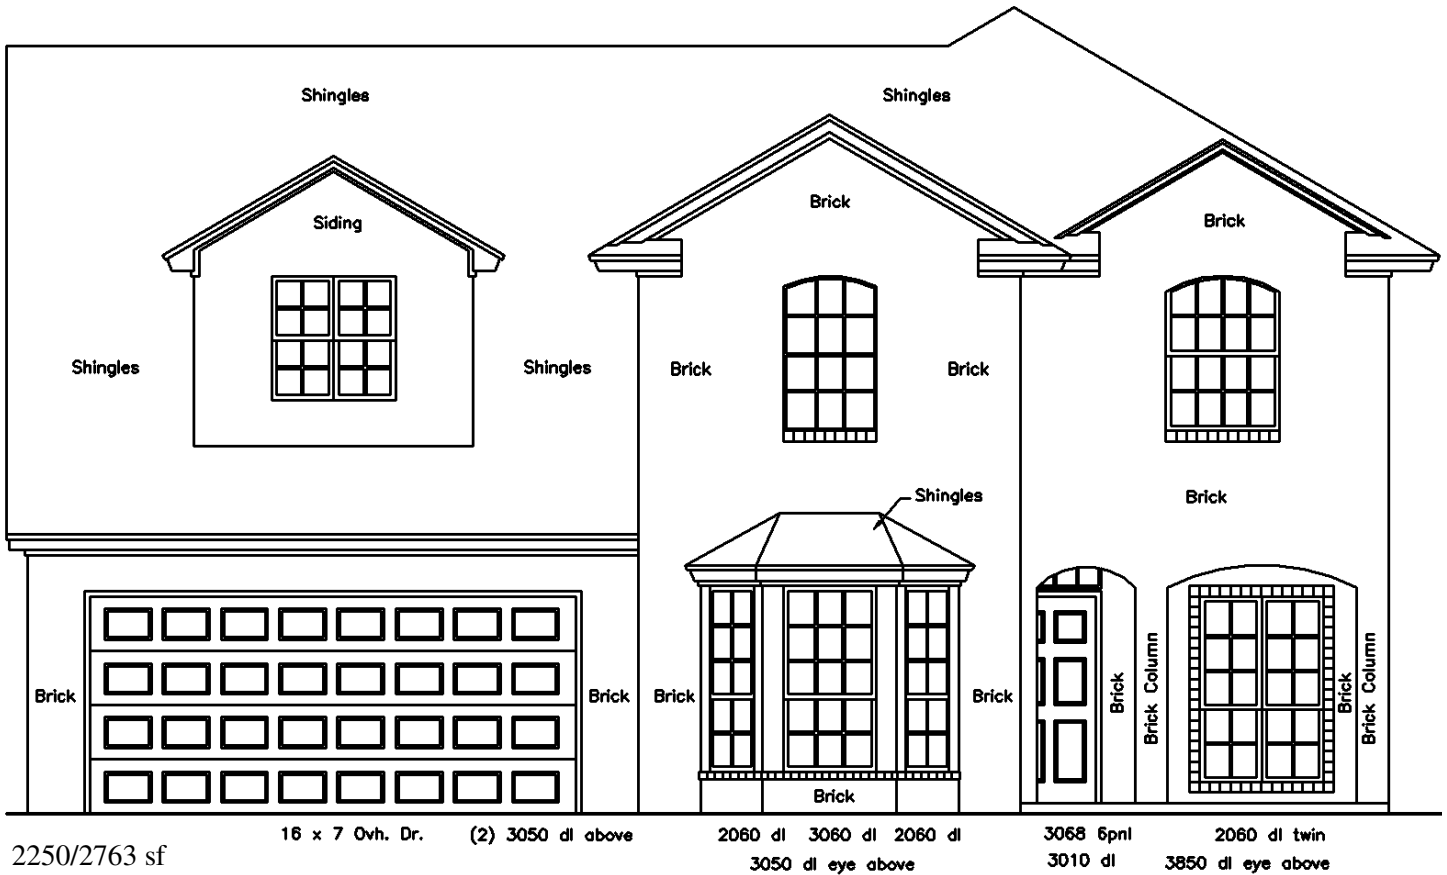 Shingles
Shingles
Brick
Siding
Brick
Shingles
Shingles
Brick
Brick
Shingles
Brick
Brick
Brick
Brick
Brick
Brick
Brick
Brick Column
Brick
Brick Column
Brick
16 x 7 Ovh. Dr.
(2) 3050 dl above
2060 dl
3060 dl
2060 dl
3050 dl eye above
3068 6pnl
3010 dl
2060 dl twin
3850 dl eye above
2250/2763 sf